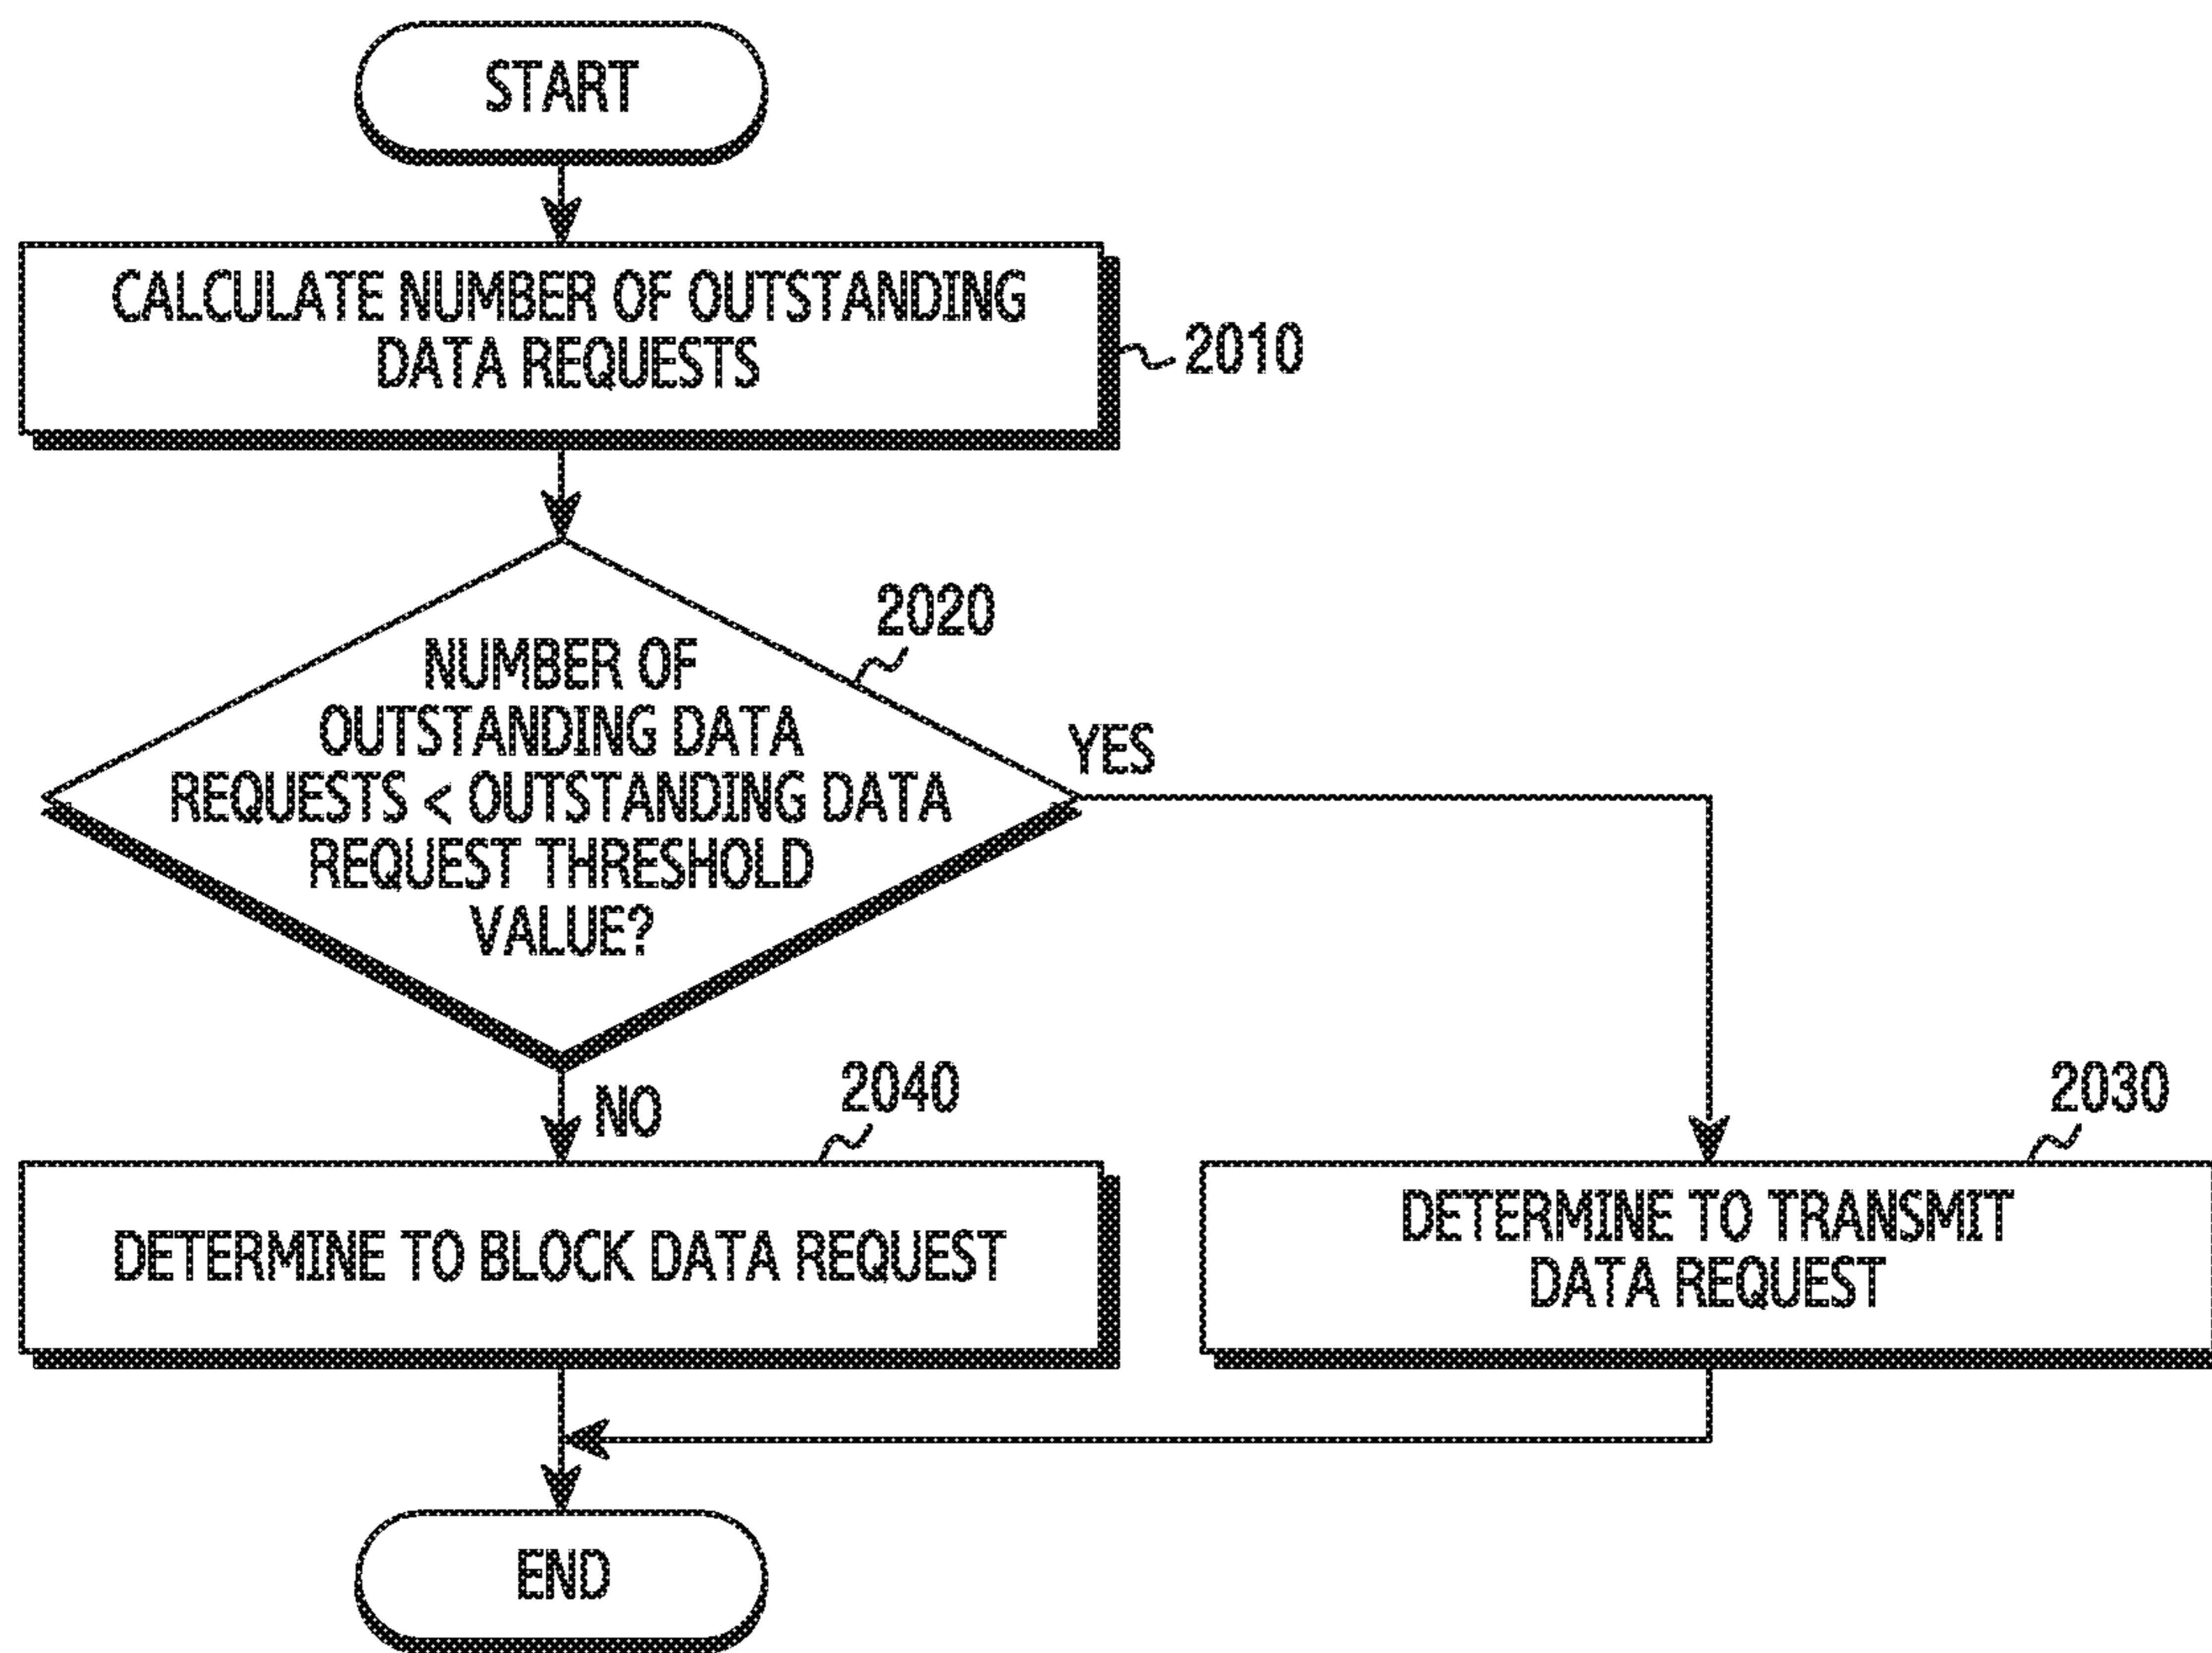 START
CALCULATE NUMBER OF OUTSTANDING
DATA REQUESTS
2010
2020
NUMBER OF
OUTSTANDING DATA
REQUESTS < OUTSTANDING DATA
REQUEST THRESHOLD
VALUE?
YES
NO
2040
DETERMINE TO BLOCK DATA REQUEST
2030
DETERMINE TO TRANSMIT
DATA REQUEST
END